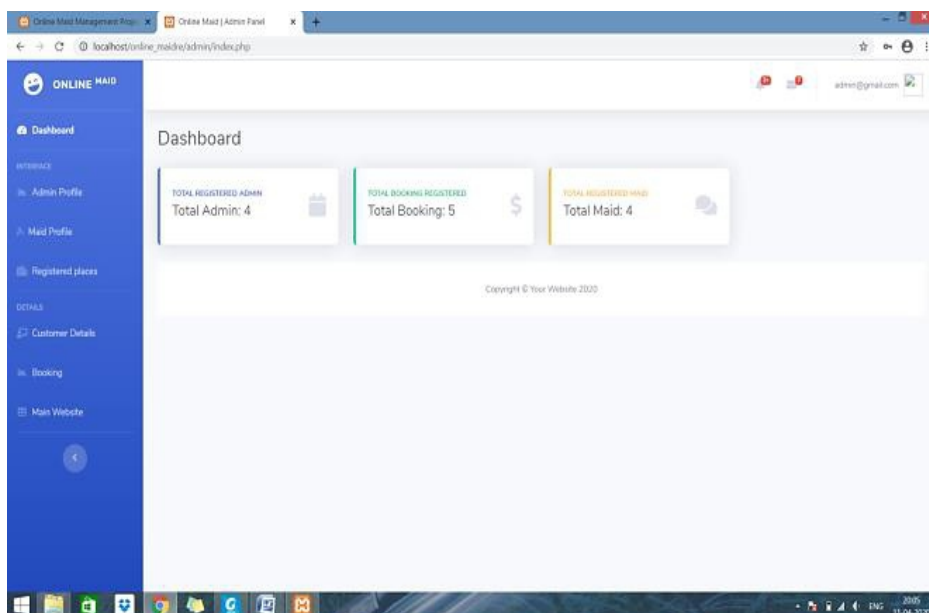 Online Maid Management Proj
Online Maid | Admin Panel
localhost/online_maidre/admin/index.php
ONLINE MAID
admin@gmail.com
Dashboard
Dashboard
INTERFACE
TOTAL REGISTERED ADMIN
Total Admin: 4
TOTAL BOOKING REGISTERED
Total Booking: 5
TOTAL REGISTERED MAID
Total Maid: 4
Admin Profile
Maid Profile
Registered places
Copyright © Your Website 2020
DETAILS
Customer Details
Booking
Main Website
ENG
20:05